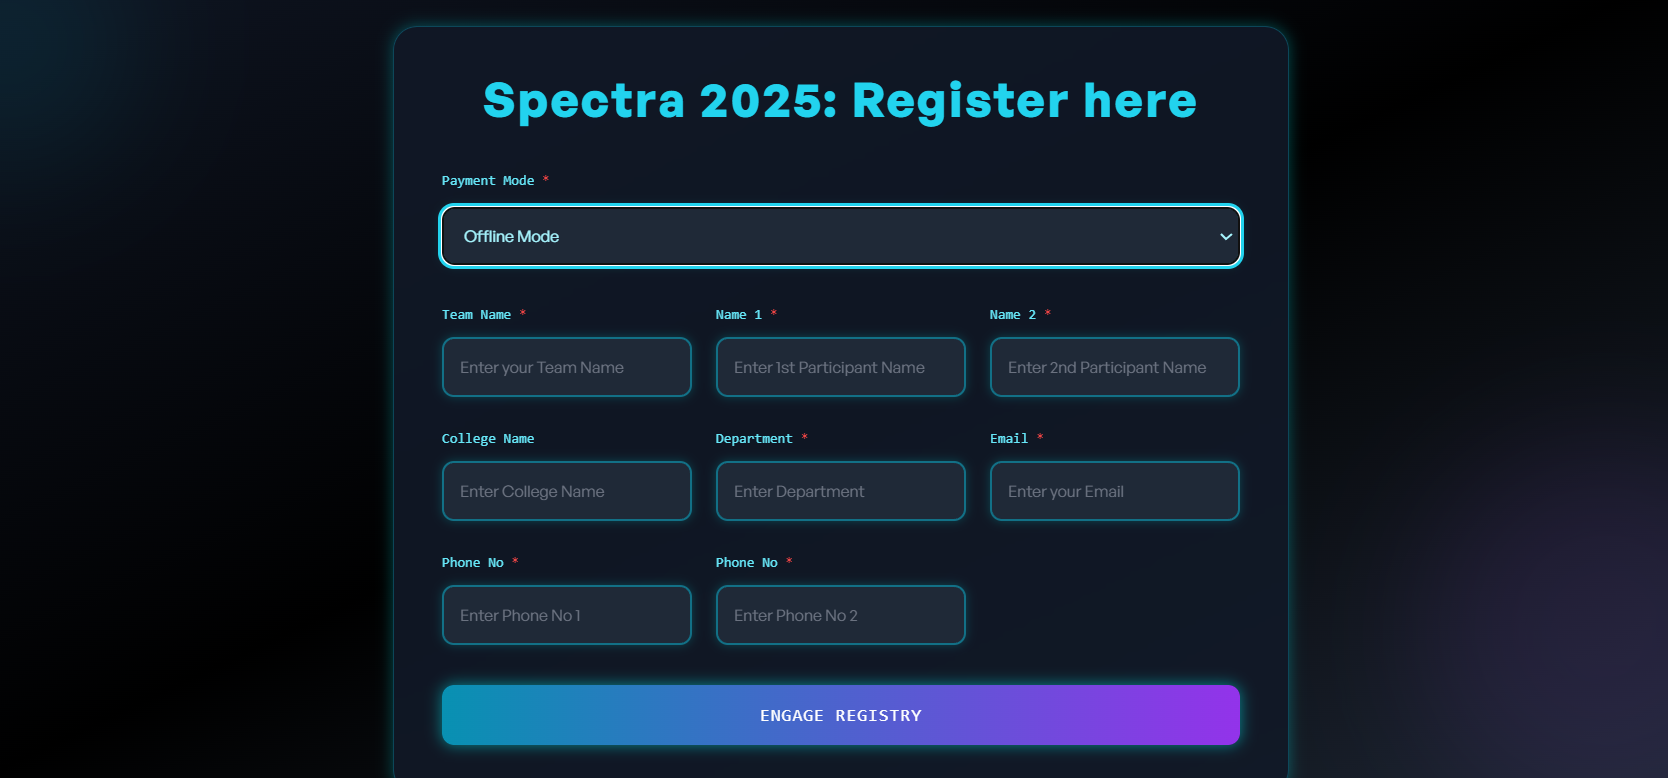 Spectra 2025: Register here
Payment Mode *
Offline Mode
Team Name * Name 1 * Name 2 *
Enter your Team Name Enter 1st Participant Name Enter 2nd Participant Name
College Name Department * Email *
Enter College Name Enter Department Enter your Email
Phone No * Phone No *
Enter Phone No 1 Enter Phone No 2
ENGAGE REGISTRY